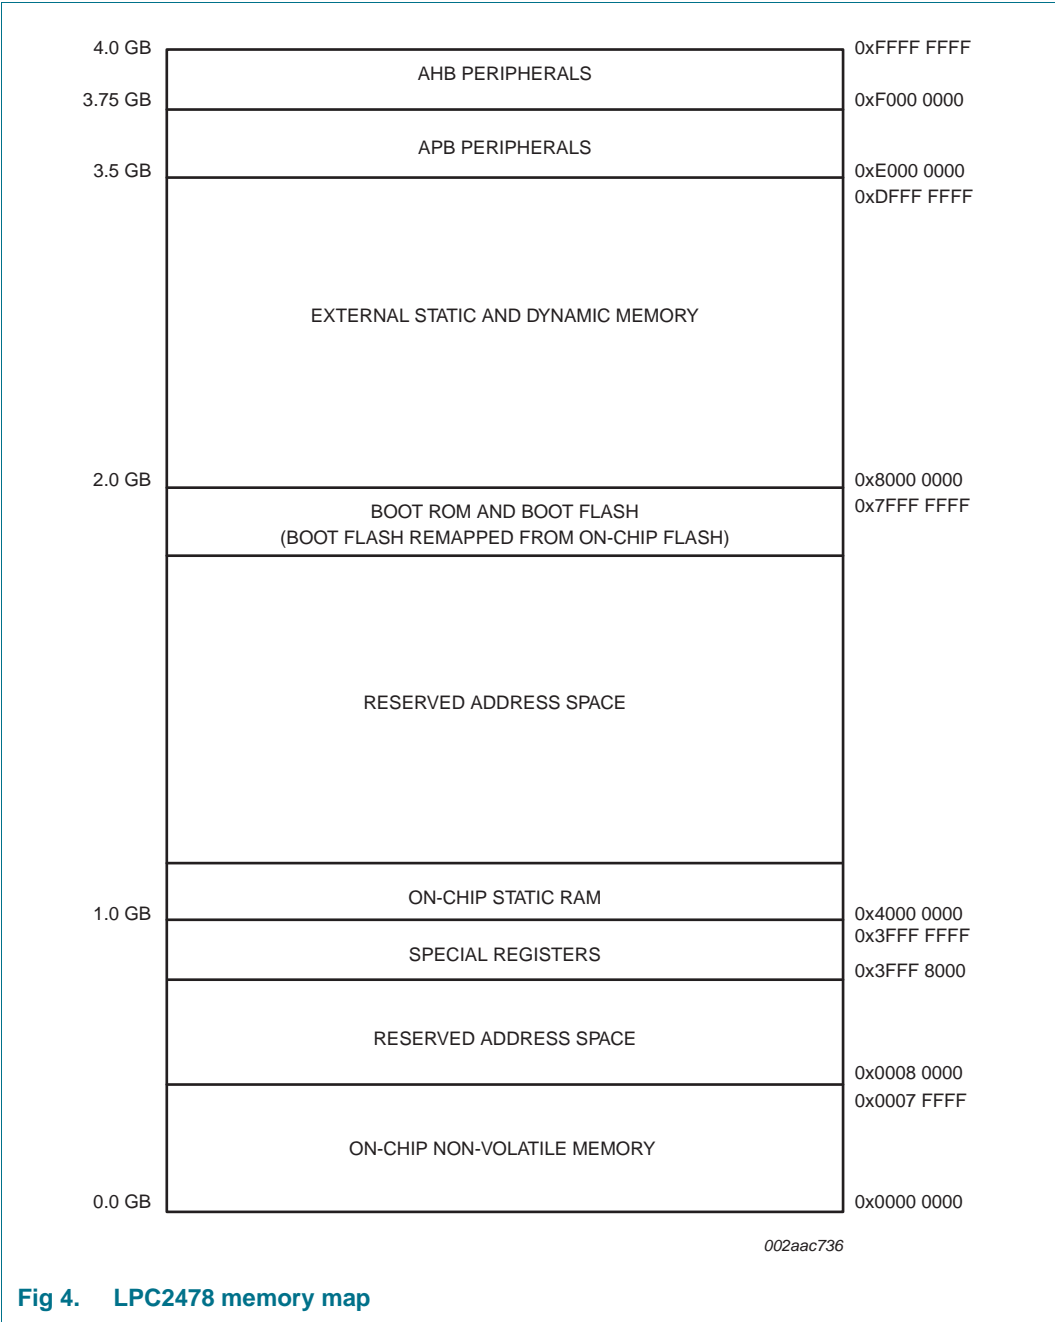 4.0 GB 0xFFFF FFFF
AHB PERIPHERALS
3.75 GB 0xF000 0000
APB PERIPHERALS
3.5 GB 0xE000 0000
0xDFFF FFFF
EXTERNAL STATIC AND DYNAMIC MEMORY
2.0 GB 0x8000 0000
BOOT ROM AND BOOT FLASH 0x7FFF FFFF
(BOOT FLASH REMAPPED FROM ON-CHIP FLASH)
RESERVED ADDRESS SPACE
ON-CHIP STATIC RAM
1.0 GB 0x4000 0000
0x3FFF FFFF
SPECIAL REGISTERS
0x3FFF 8000
RESERVED ADDRESS SPACE
0x0008 0000
0x0007 FFFF
ON-CHIP NON-VOLATILE MEMORY
0.0 GB 0x0000 0000
002aac736
Fig 4. LPC2478 memory map